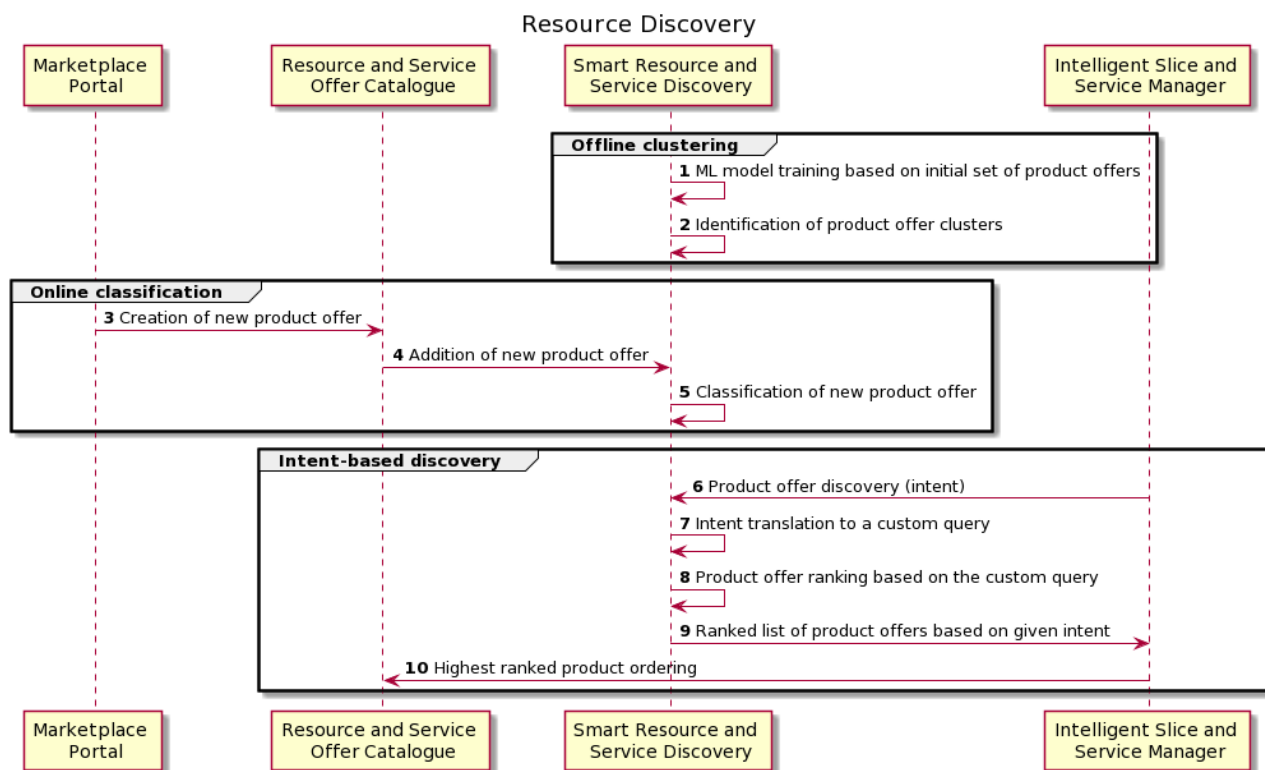 Resource Discovery
Marketplace
Portal
Resource and Service
Offer Catalogue
Smart Resource and
Service Discovery
Intelligent Slice and
Service Manager
Offline clustering
1 ML model training based on initial set of product offers
2 Identification of product offer clusters
Online classification
3 Creation of new product offer
4 Addition of new product offer
5 Classification of new product offer
Intent-based discovery
6 Product offer discovery (intent)
7 Intent translation to a custom query
8 Product offer ranking based on the custom query
9 Ranked list of product offers based on given intent
10 Highest ranked product ordering
Marketplace
Portal
Resource and Service
Offer Catalogue
Smart Resource and
Service Discovery
Intelligent Slice and
Service Manager